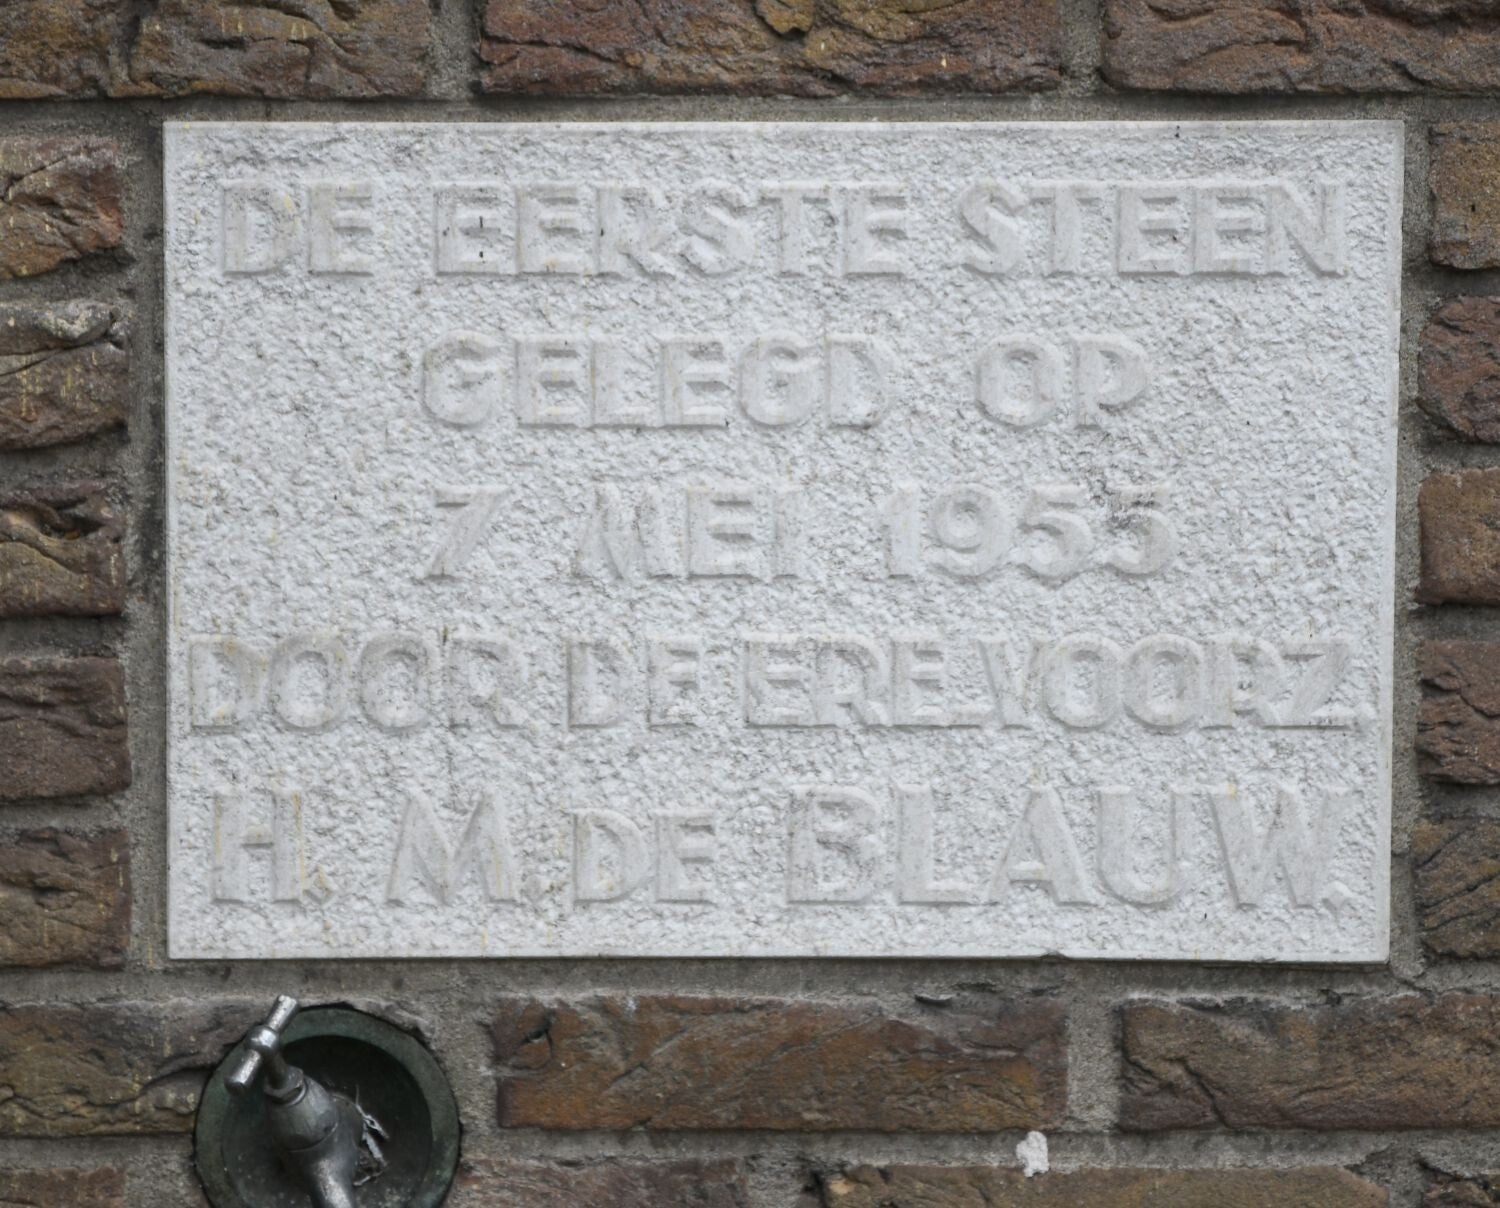 DE EERSTE STEEN
GELEGD OP
7 MEI 1955
DOOR DE ERE.VOORZ.
H. M. DE BLAUW.